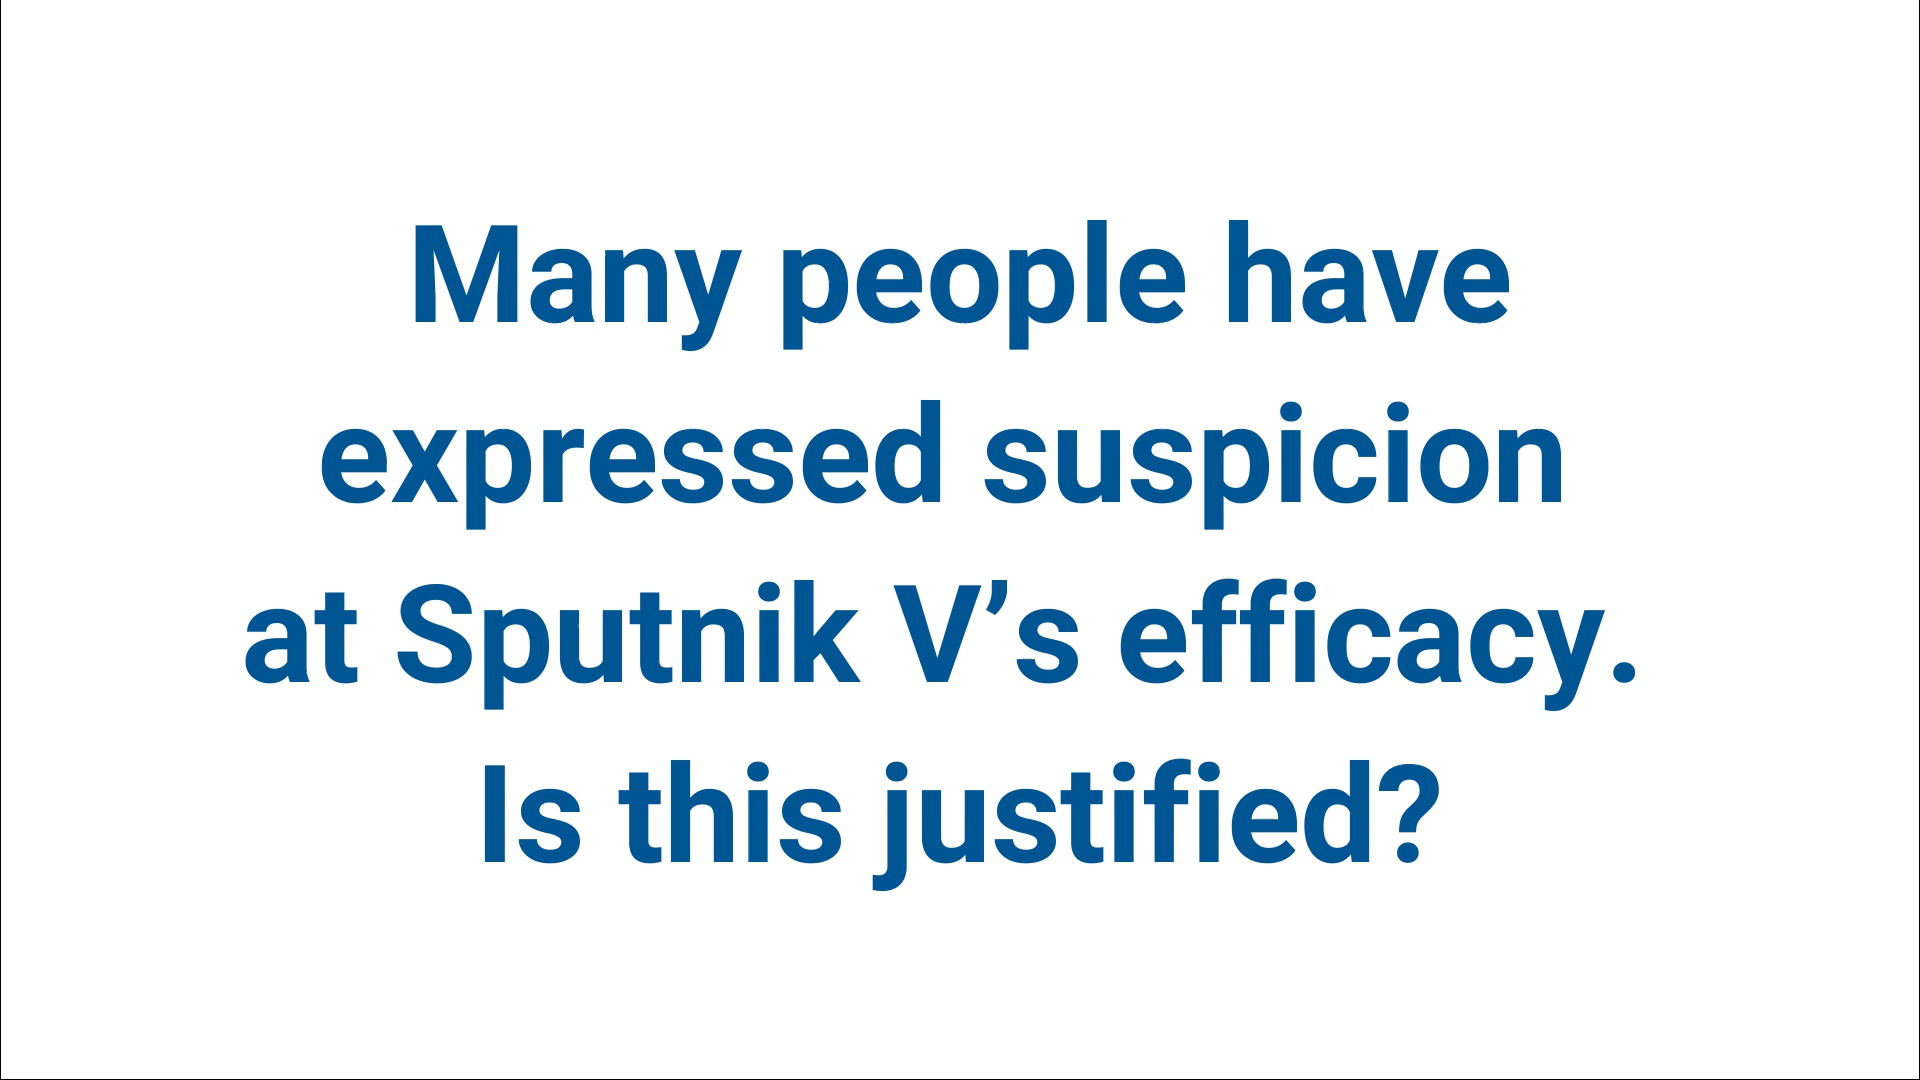 Many people have
expressed suspicion
at Sputnik V’s efficacy.
Is this justified?